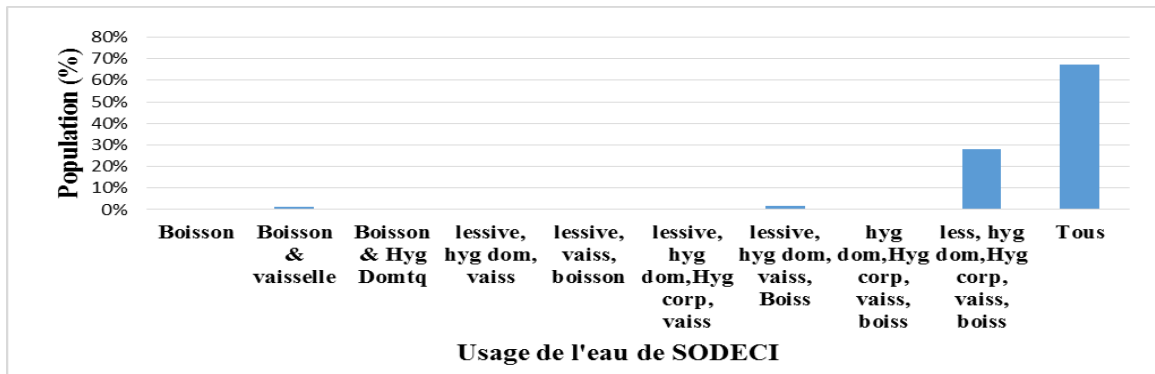 Population (%)
80%
70%
60%
50%
40%
30%
20%
10%
0%
Boisson
Boisson
&
vaisselle
Boisson
& Hyg
Domtq
lessive,
hyg dom,
vaiss
lessive,
vaiss,
boisson
lessive,
hyg
dom,Hyg
corp,
vaiss
lessive,
hyg dom,
vaiss,
Boiss
hyg
dom,Hyg
corp,
vaiss,
boiss
less, hyg
dom,Hyg
corp,
vaiss,
boiss
Tous
Usage de l'eau de SODECI